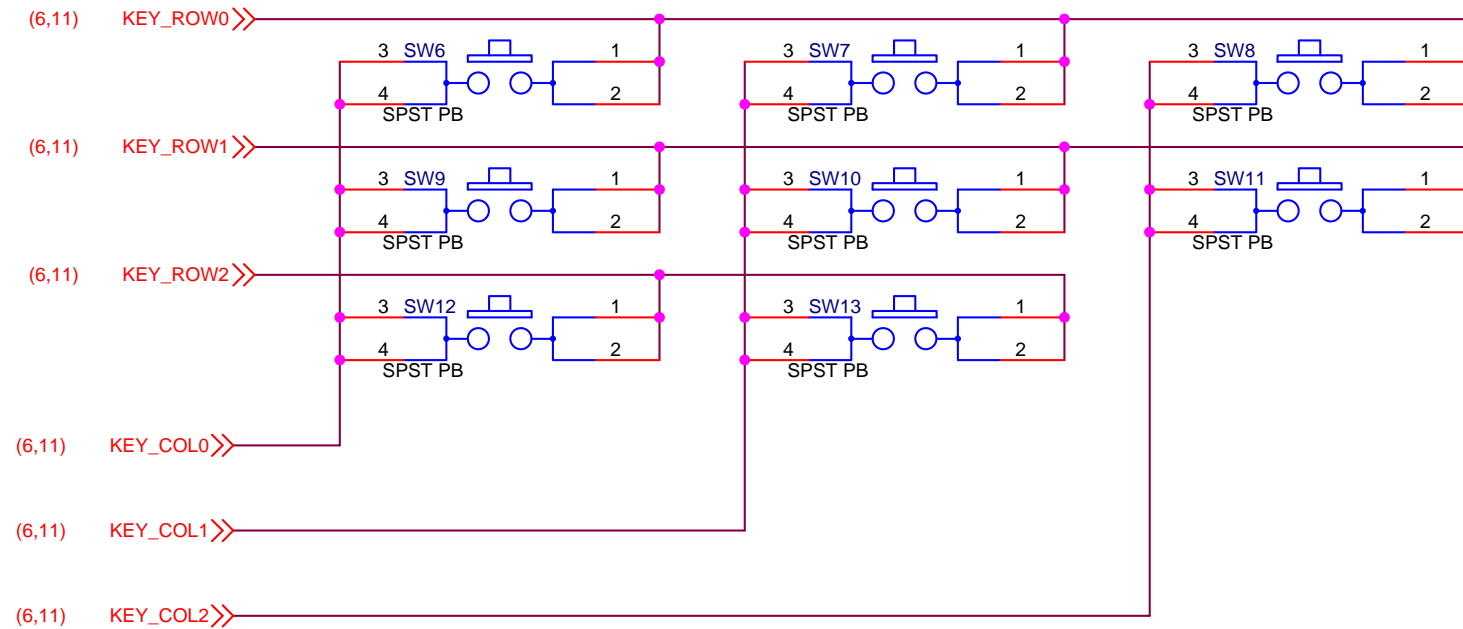 (6,11) KEY_ROW0
3 SW6 1
4 2
SPST PB
3 SW7 1
4 2
SPST PB
3 SW8 1
4 2
SPST PB
(6,11) KEY_ROW1
3 SW9 1
4 2
SPST PB
3 SW10 1
4 2
SPST PB
3 SW11 1
4 2
SPST PB
(6,11) KEY_ROW2
3 SW12 1
4 2
SPST PB
3 SW13 1
4 2
SPST PB
(6,11) KEY_COL0
(6,11) KEY_COL1
(6,11) KEY_COL2